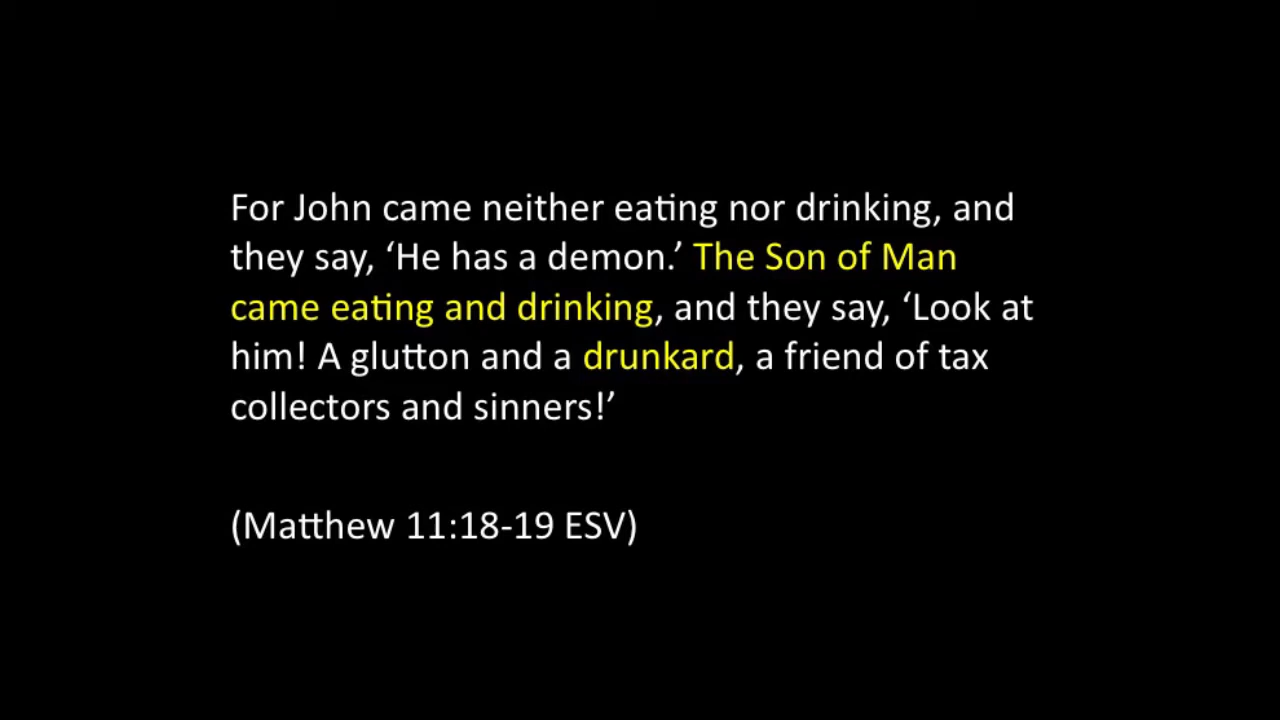 For John came neither eating nor drinking, and
they say, ‘He has a demon.’ The Son of Man
came eating and drinking, and they say, ‘Look at
him! A glutton and a drunkard, a friend of tax
collectors and sinners!’
(Matthew 11:18-19 ESV)